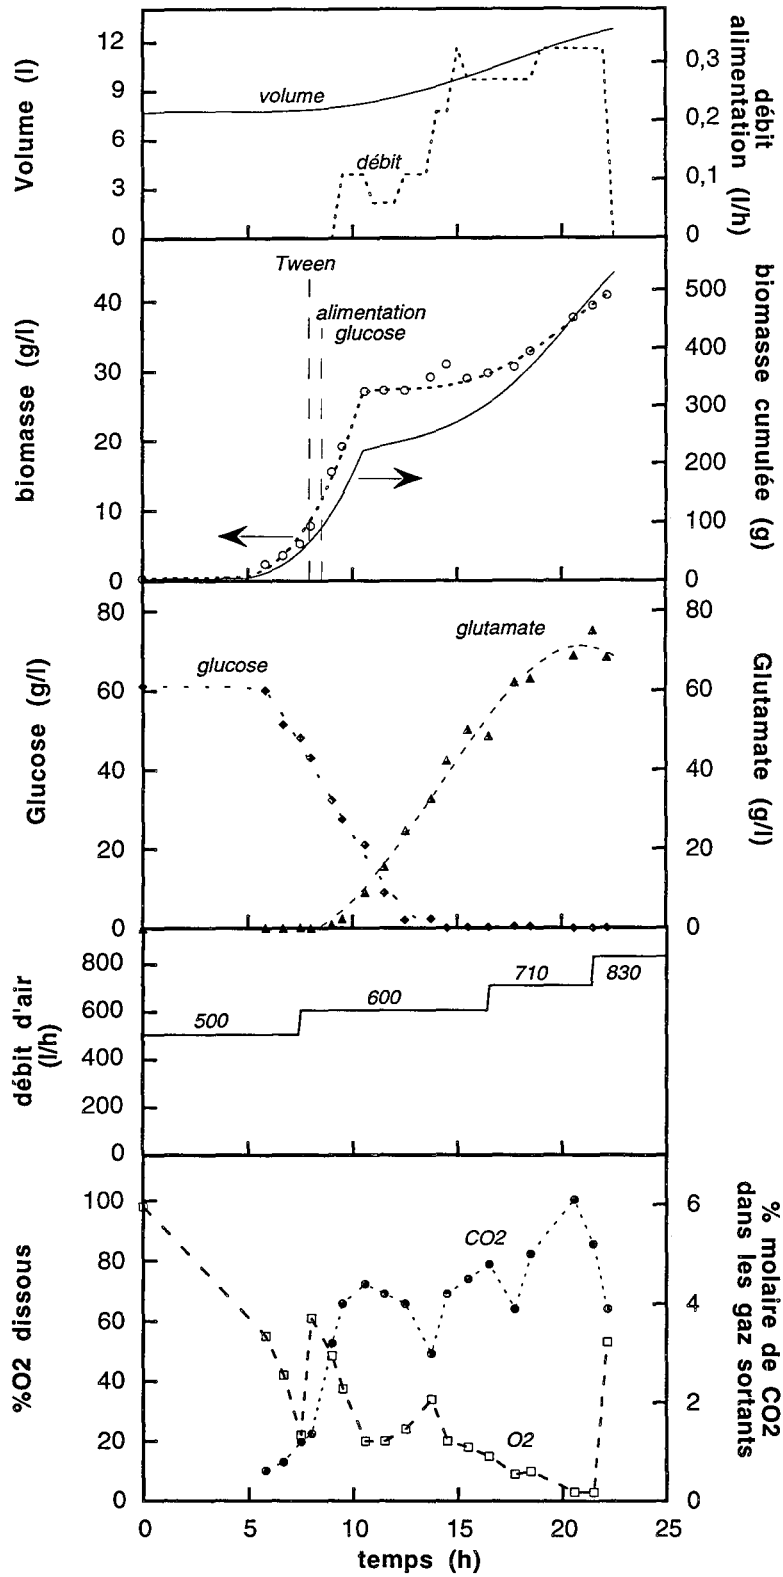 Volume (l)
12
9
6
3
0
volume
débit
0,3
0,2
0,1
0
débit
alimentation (l/h)
biomasse (g/l)
40
30
20
10
0
Tween
alimentation
glucose
500
400
300
200
100
0
biomasse cumulée (g)
Glucose (g/l)
80
60
40
20
0
glucose
glutamate
80
60
40
20
0
Glutamate (g/l)
débit d'air
(l/h)
800
600
400
200
0
500
600
710
830
%O2 dissous
100
80
60
40
20
0
CO2
O2
6
4
2
0
% molaire de CO2
dans les gaz sortants
0
5
10
15
20
25
temps (h)